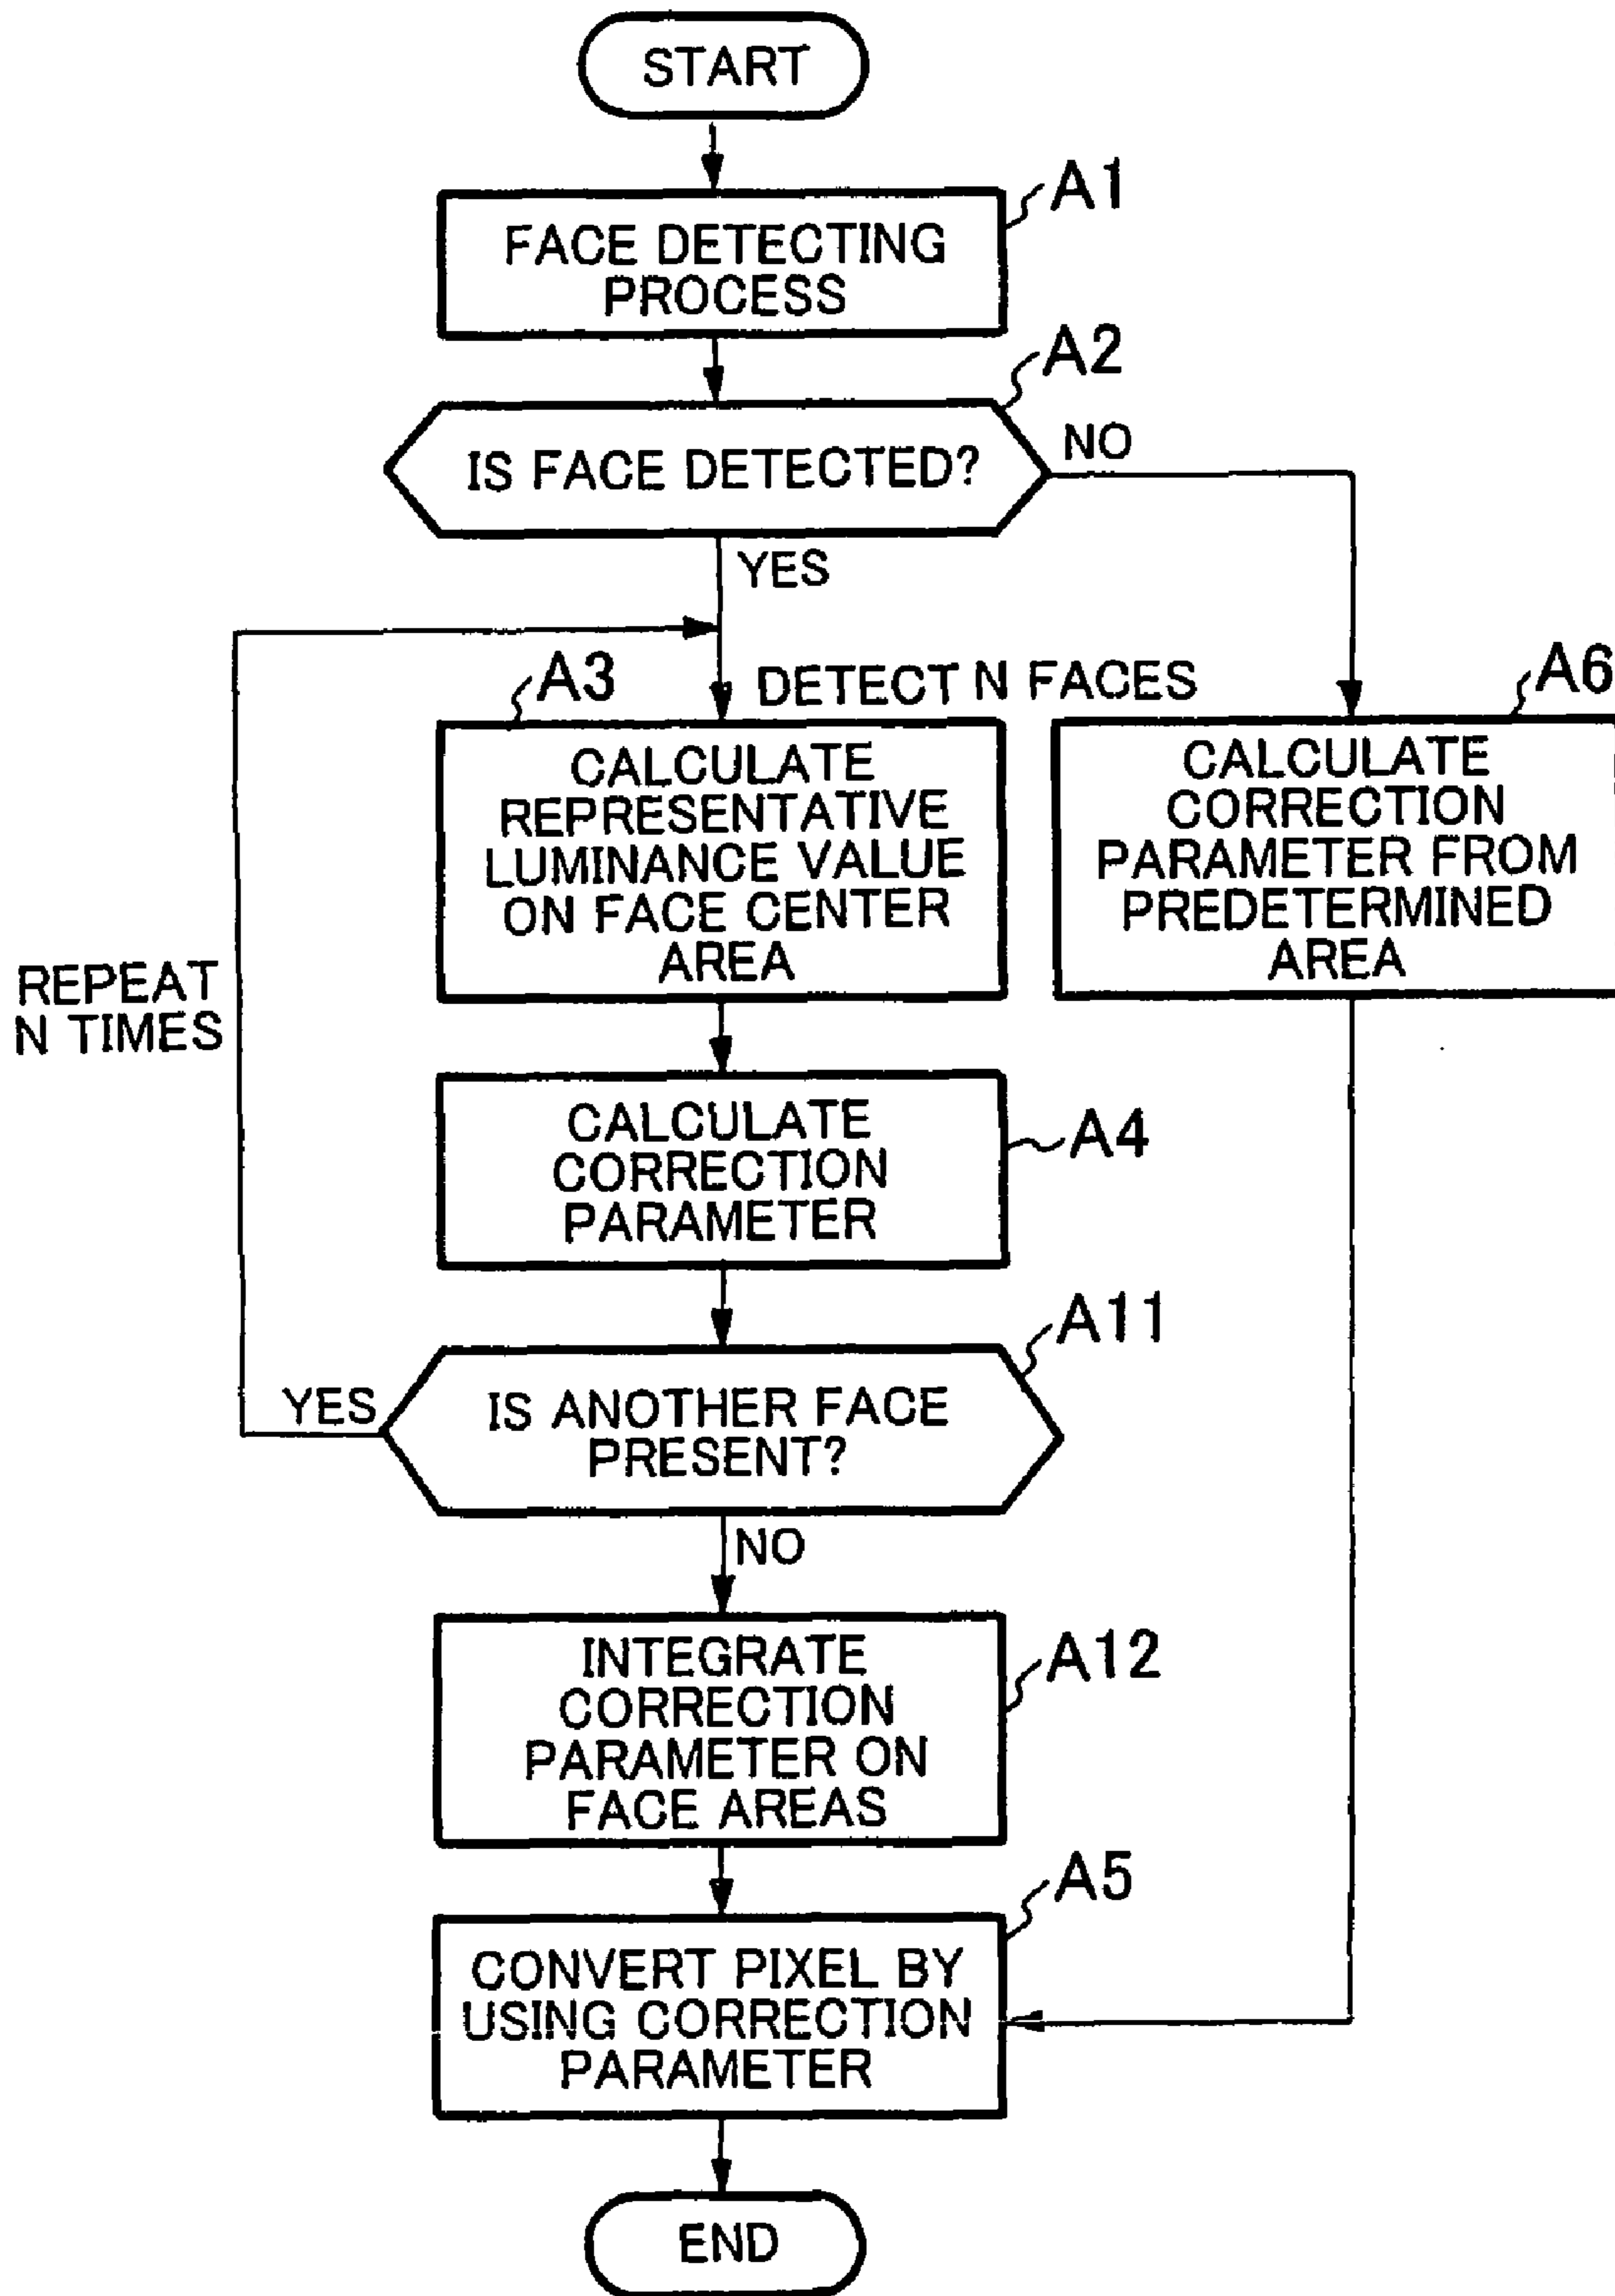 START
A1
FACE DETECTING
PROCESS
A2
IS FACE DETECTED?
NO
YES
DETECT N FACES
A3
CALCULATE
REPRESENTATIVE
LUMINANCE VALUE
ON FACE CENTER
AREA
A6
CALCULATE
CORRECTION
PARAMETER FROM
PREDETERMINED
AREA
REPEAT
N TIMES
CALCULATE
CORRECTION
PARAMETER
A4
A11
YES
IS ANOTHER FACE
PRESENT?
NO
INTEGRATE
CORRECTION
PARAMETER ON
FACE AREAS
A12
A5
CONVERT PIXEL BY
USING CORRECTION
PARAMETER
END